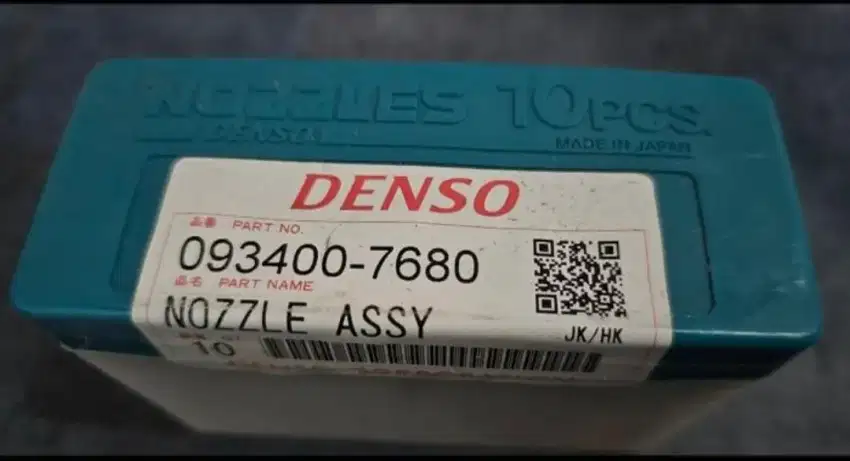 NOZZLES 10PCS.
DENSO
MADE IN JAPAN
DENSO
品番 PART NO.
093400-7680
品名 PART NAME
NOZZLE ASSY
JK/HK
10